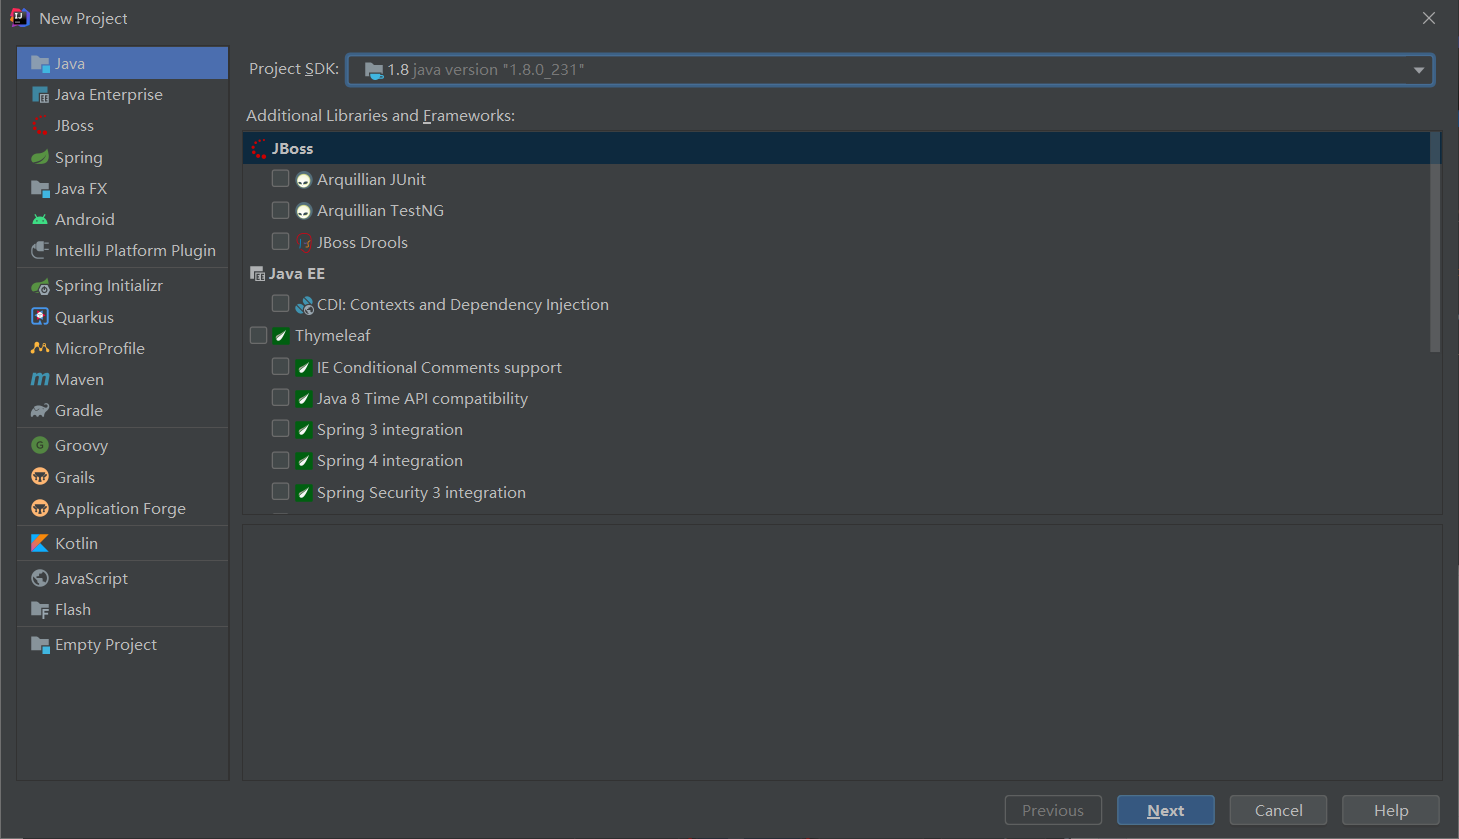 New Project
Java
Java Enterprise
JBoss
Spring
Java FX
Android
IntelliJ Platform Plugin
Spring Initializr
Quarkus
MicroProfile
Maven
Gradle
Groovy
Grails
Application Forge
Kotlin
JavaScript
Flash
Empty Project
Project SDK: 1.8 java version "1.8.0_231"
Additional Libraries and Frameworks:
JBoss
Arquillian JUnit
Arquillian TestNG
JBoss Drools
Java EE
CDI: Contexts and Dependency Injection
Thymeleaf
IE Conditional Comments support
Java 8 Time API compatibility
Spring 3 integration
Spring 4 integration
Spring Security 3 integration
Previous Next Cancel Help